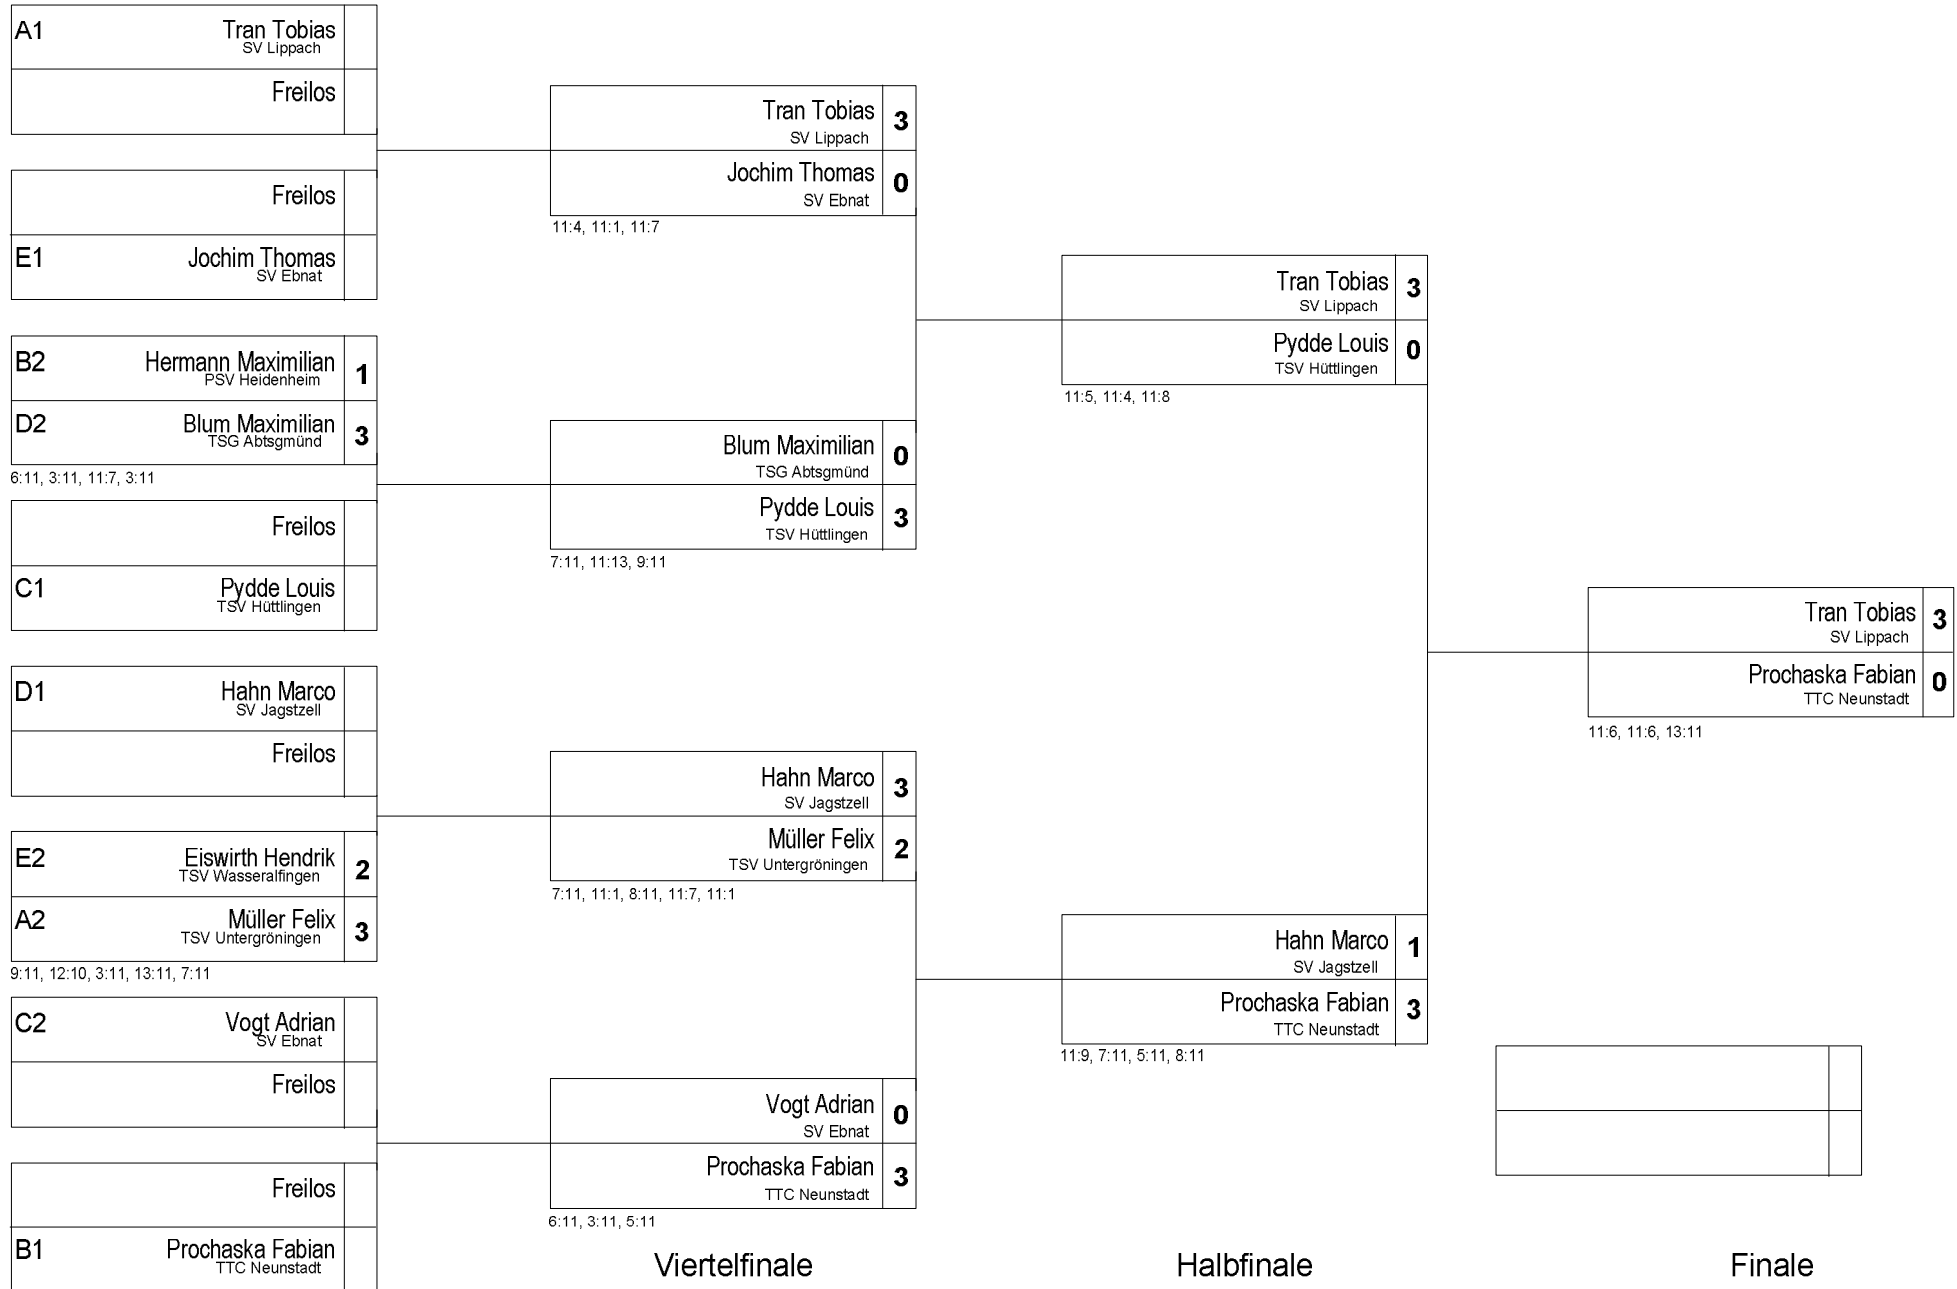 A1 Tran Tobias
SV Lippach
Freilos
Freilos
E1 Jochim Thomas
SV Ebnat
B2 Hermann Maximilian 1
PSV Heidenheim
D2 Blum Maximilian 3
TSG Abtsgmünd
6:11, 3:11, 11:7, 3:11
Freilos
C1 Pydde Louis
TSV Hüttlingen
D1 Hahn Marco
SV Jagstzell
Freilos
E2 Eiswirth Hendrik 2
TSV Wasseralfingen
A2 Müller Felix 3
TSV Untergröningen
9:11, 12:10, 3:11, 13:11, 7:11
C2 Vogt Adrian
SV Ebnat
Freilos
Freilos
B1 Prochaska Fabian
TTC Neunstadt
Tran Tobias 3
SV Lippach
Jochim Thomas 0
SV Ebnat
11:4, 11:1, 11:7
Blum Maximilian 0
TSG Abtsgmünd
Pydde Louis 3
TSV Hüttlingen
7:11, 11:13, 9:11
Hahn Marco 3
SV Jagstzell
Müller Felix 2
TSV Untergröningen
7:11, 11:1, 8:11, 11:7, 11:1
Vogt Adrian 0
SV Ebnat
Prochaska Fabian 3
TTC Neunstadt
6:11, 3:11, 5:11
Viertelfinale
Tran Tobias 3
SV Lippach
Pydde Louis 0
TSV Hüttlingen
11:5, 11:4, 11:8
Hahn Marco 1
SV Jagstzell
Prochaska Fabian 3
TTC Neunstadt
11:9, 7:11, 5:11, 8:11
Halbfinale
Tran Tobias 3
SV Lippach
Prochaska Fabian 0
TTC Neunstadt
11:6, 11:6, 13:11
Finale